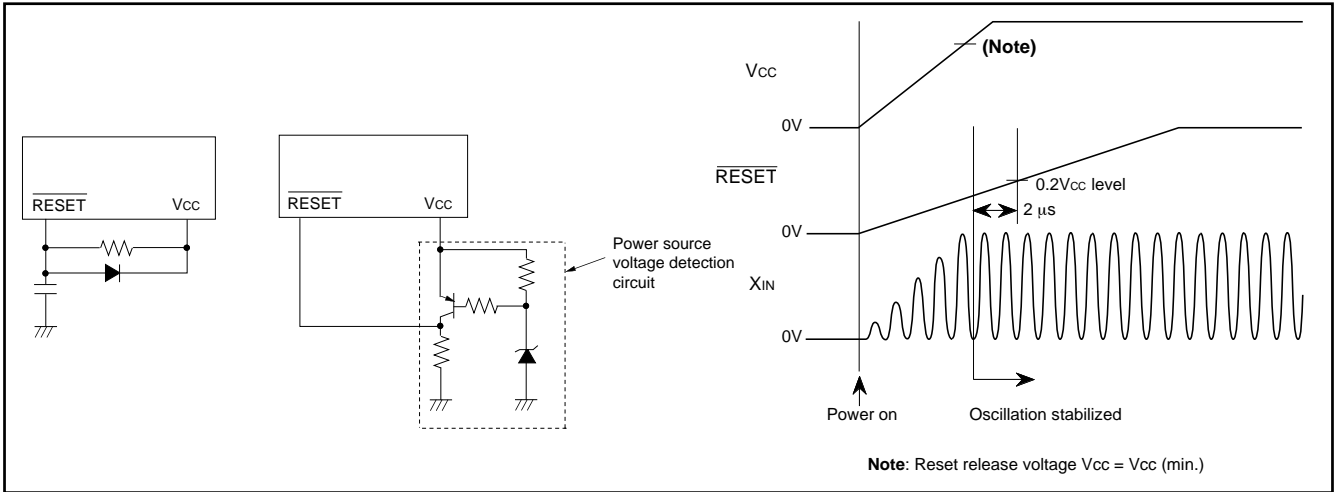 RESET
VCC
RESET
VCC
Power source
voltage detection
circuit
VCC
(Note)
0V
RESET
0.2VCC level
2 μs
0V
XIN
0V
Power on
Oscillation stabilized
Note: Reset release voltage Vcc = Vcc (min.)